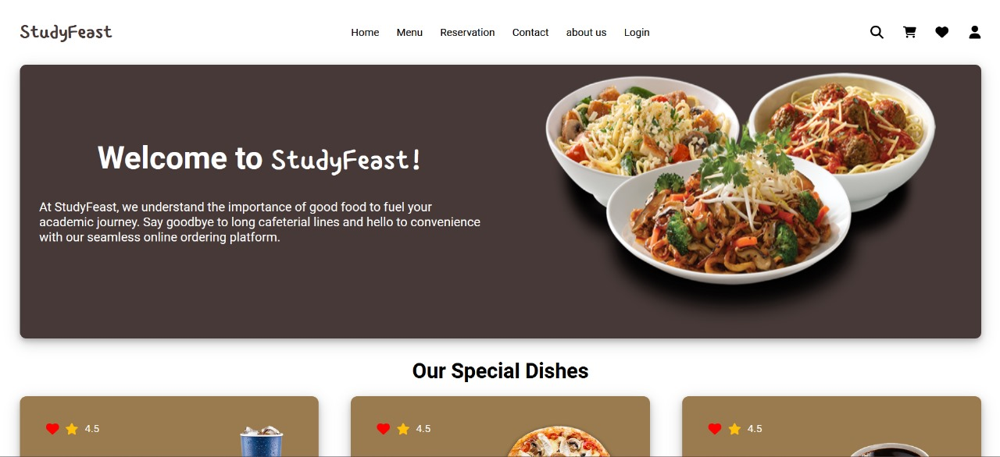 StudyFeast
Home Menu Reservation Contact about us Login
Welcome to StudyFeast!
At StudyFeast, we understand the importance of good food to fuel your
academic journey. Say goodbye to long cafeterial lines and hello to convenience
with our seamless online ordering platform.
Our Special Dishes
4.5
4.5
4.5